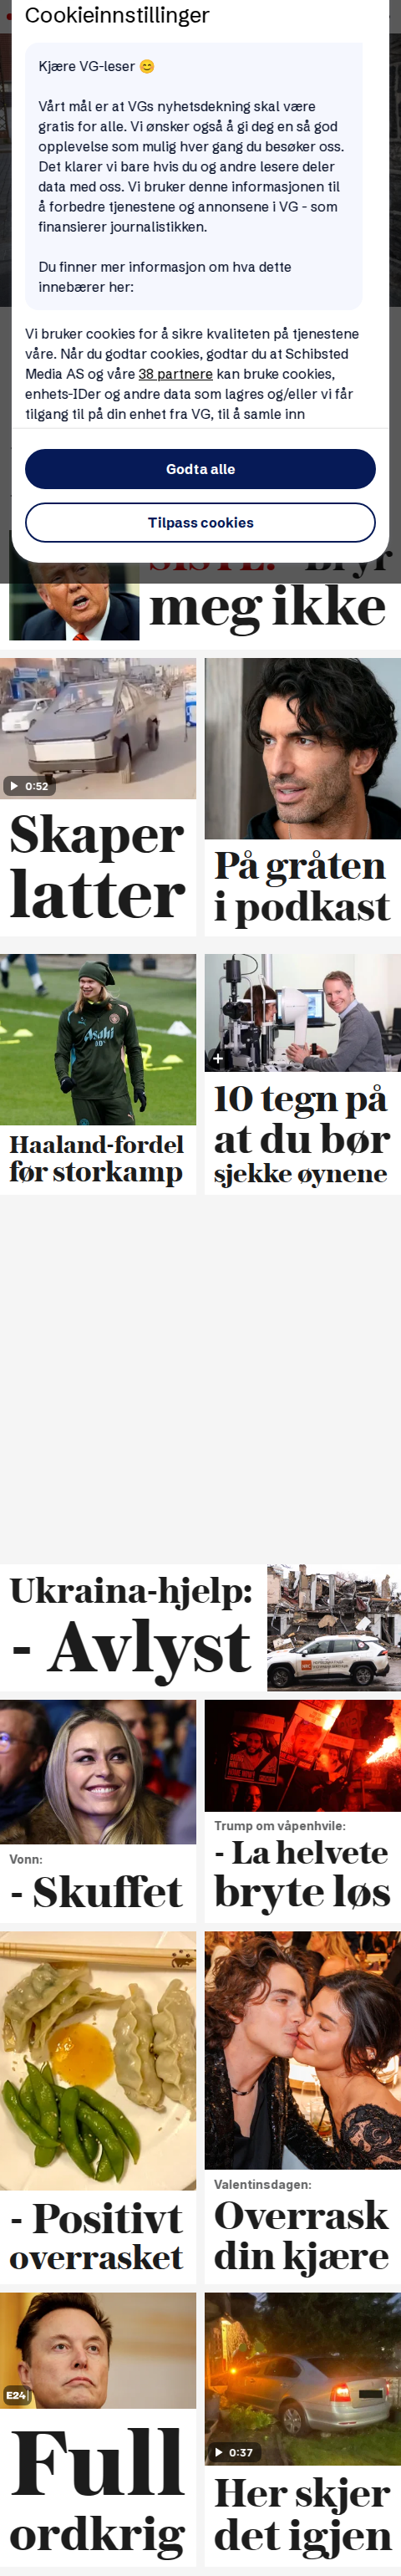 Cookieinnstillinger
Kjære VG-leser 😊
Vårt mål er at VGs nyhetsdekning skal være
gratis for alle. Vi ønsker også å gi deg en så god
opplevelse som mulig hver gang du besøker oss.
Det klarer vi bare hvis du og andre lesere deler
data med oss. Vi bruker denne informasjonen til
å forbedre tjenestene og annonsene i VG - som
finansierer journalistikken.
Du finner mer informasjon om hva dette
innebærer her:
Vi bruker cookies for å sikre kvaliteten på tjenestene
våre. Når du godtar cookies, godtar du at Schibsted
Media AS og våre 38 partnere kan bruke cookies,
enhets-IDer og andre data som lagres og/eller vi får
tilgang til på din enhet fra VG, til å samle inn
Godta alle
Tilpass cookies
meg ikke
0:52
Skaper
latter
På gråten
i podkast
Asahi
Haaland-fordel
før storkamp
+
10 tegn på
at du bør
sjekke øynene
Ukraina-hjelp:
- Avlyst
Vonn:
- Skuffet
Trump om våpenhvile:
- La helvete
bryte løs
- Positivt
overrasket
Valentinsdagen:
Overrask
din kjære
E24
Full
ordkrig
0:37
Her skjer
det igjen